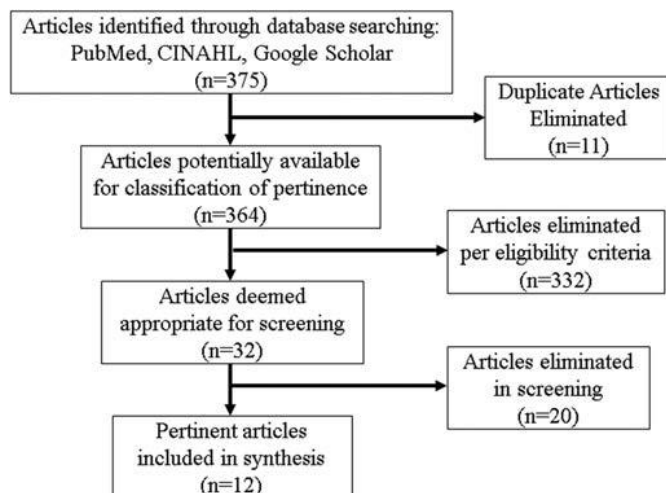 Articles identified through database searching:
PubMed, CINAHL, Google Scholar
(n=375)
Duplicate Articles
Eliminated
(n=11)
Articles potentially available
for classification of pertinence
(n=364)
Articles eliminated
per eligibility criteria
(n=332)
Articles deemed
appropriate for screening
(n=32)
Articles eliminated
in screening
(n=20)
Pertinent articles
included in synthesis
(n=12)